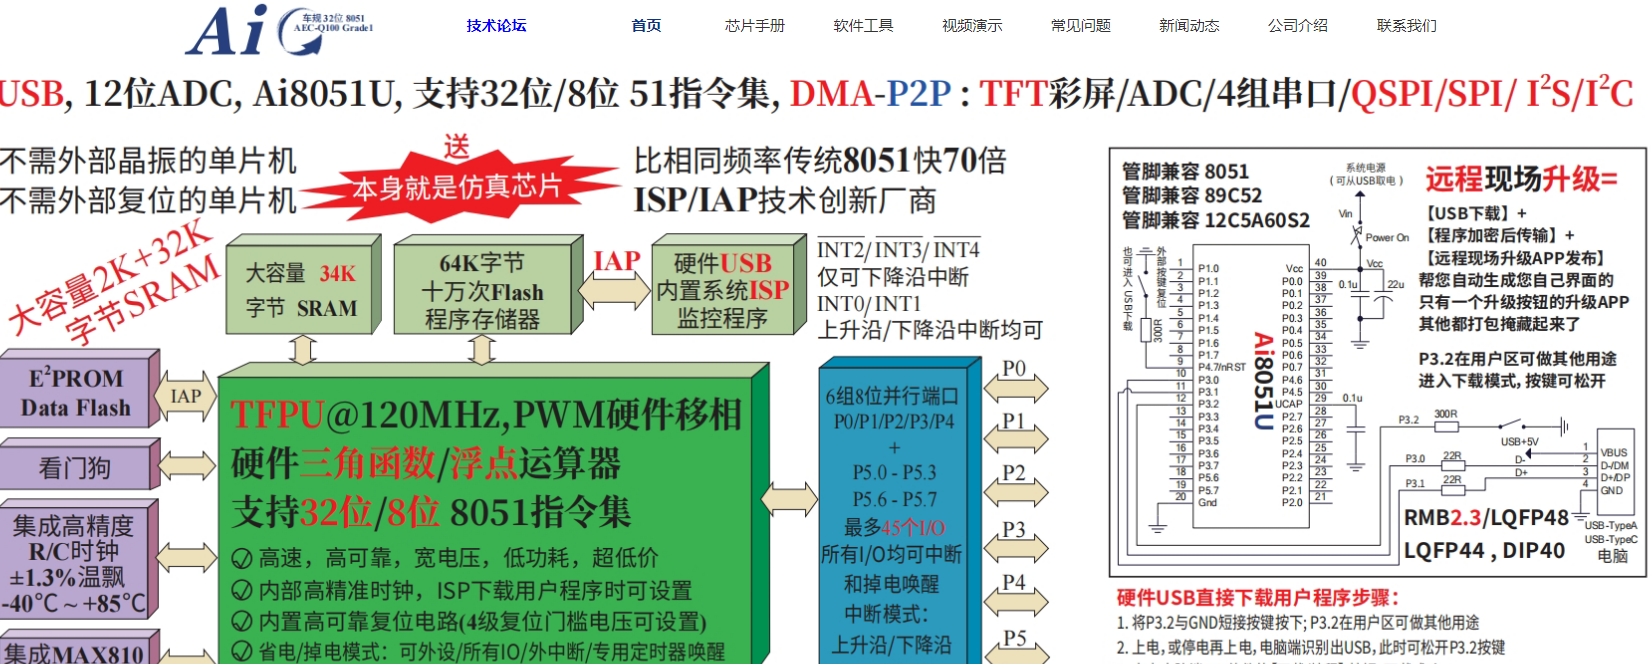 Ai
车规 32位 8051
AEC-Q100 Grade1
技术论坛 首页 芯片手册 软件工具 视频演示 常见问题 新闻动态 公司介绍 联系我们
USB, 12位ADC, Ai8051U, 支持32位/8位 51指令集, DMA-P2P : TFT彩屏/ADC/4组串口/QSPI/SPI/ I²S/I²C
不需外部晶振的单片机
不需外部复位的单片机
送
本身就是仿真芯片
比相同频率传统8051快70倍
ISP/IAP技术创新厂商
大容量2K+32K
字节SRAM
大容量 34K
字节 SRAM
64K字节
十万次Flash
程序存储器
IAP
硬件USB
内置系统ISP
监控程序
INT2/ INT3/ INT4
仅可下降沿中断
INT0/ INT1
上升沿/下降沿中断均可
E²PROM
Data Flash
IAP
看门狗
集成高精度
R/C时钟
±1.3%温飘
-40℃ ~ +85℃
集成MAX810
TFPU@120MHz,PWM硬件移相
硬件三角函数/浮点运算器
支持32位/8位 8051指令集
高速，高可靠，宽电压，低功耗，超低价
内部高精准时钟，ISP下载用户程序时可设置
内置高可靠复位电路(4级复位门槛电压可设置)
省电/掉电模式：可外设/所有IO/外中断/专用定时器唤醒
6组8位并行端口
P0/P1/P2/P3/P4
+
P5.0 - P5.3
P5.6 - P5.7
最多45个I/O
所有I/O均可中断
和掉电唤醒
中断模式：
上升沿/下降沿
P0
P1
P2
P3
P4
P5
管脚兼容 8051
管脚兼容 89C52
管脚兼容 12C5A60S2
系统电源
( 可从USB取电 )
Vin
Power On
Vcc
0.1u
22u
也可进入 USB下载
外部按键复位
300R
1 P1.0
2 P1.1
3 P1.2
4 P1.3
5 P1.4
6 P1.5
7 P1.6
8 P1.7
9 P4.7/nRST
10 P3.0
11 P3.1
12 P3.2
13 P3.3
14 P3.4
15 P3.5
16 P3.6
17 P3.7
18 P5.6
19 P5.7
20 Gnd
Ai8051U
Vcc 40
P0.0 39
P0.1 38
P0.2 37
P0.3 36
P0.4 35
P0.5 34
P0.6 33
P0.7 32
P4.6 31
P4.5 30
UCAP 29
P2.7 28
P2.6 27
P2.5 26
P2.4 25
P2.3 24
P2.2 23
P2.1 22
P2.0 21
0.1u
远程现场升级=
【USB下载】+
【程序加密后传输】+
【远程现场升级APP发布】
帮您自动生成您自己界面的
只有一个升级按钮的升级APP
其他都打包掩藏起来了
P3.2在用户区可做其他用途
进入下载模式, 按键可松开
P3.2 300R
USB+5V
P3.0 22R D-
P3.1 22R D+
1 VBUS
2 D-/DM
3 D+/DP
4 GND
USB-TypeA
USB-TypeC
电脑
RMB2.3/LQFP48
LQFP44 , DIP40
硬件USB直接下载用户程序步骤：
1. 将P3.2与GND短接按键按下; P3.2在用户区可做其他用途
2. 上电, 或停电再上电, 电脑端识别出USB, 此时可松开P3.2按键